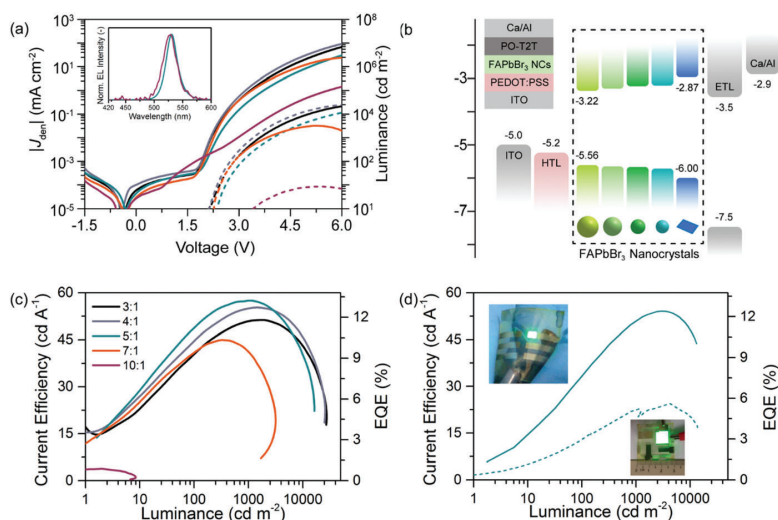 (a)
10³
10¹
10⁻¹
10⁻³
10⁻⁵
|J_den| (mA cm⁻²)
Norm. EL Intensity (-)
420 450 500 550 600
Wavelength (nm)
10⁸
10⁷
10⁶
10⁵
10⁴
10³
10²
10¹
Luminance (cd m⁻²)
-1.5 0.0 1.5 3.0 4.5 6.0
Voltage (V)
(b)
Ca/Al
PO-T2T
FAPbBr₃ NCs
PEDOT:PSS
ITO
-3
-5
-7
-5.0
ITO
-5.2
HTL
-3.22
-2.87
-5.56
-6.00
FAPbBr₃ Nanocrystals
ETL
-3.5
Ca/Al
-2.9
-7.5
(c)
60
45
30
15
0
Current Efficiency (cd A⁻¹)
3:1
4:1
5:1
7:1
10:1
12
9
6
3
0
EQE (%)
1 10 100 1000 10000
Luminance (cd m⁻²)
(d)
60
45
30
15
0
Current Efficiency (cd A⁻¹)
12
9
6
3
0
EQE (%)
1 10 100 1000 10000
Luminance (cd m⁻²)